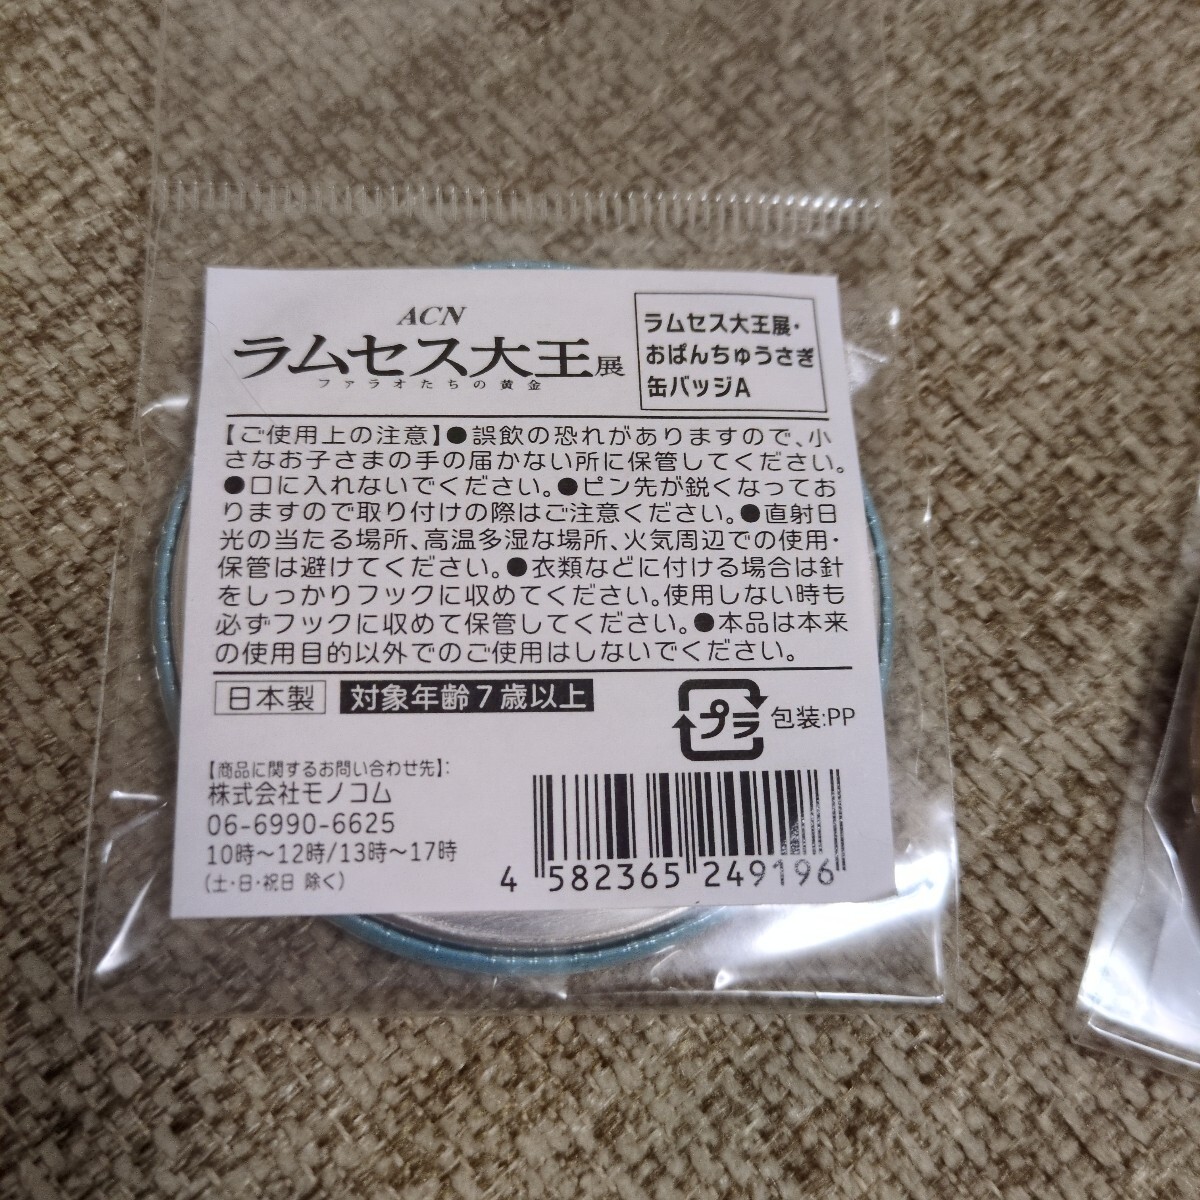 ACN
ラムセス大王展
ファラオたちの黄金
ラムセス大王展・
おぱんちゅうさぎ
缶バッジA
【ご使用上の注意】●誤飲の恐れがありますので、小
さなお子さまの手の届かない所に保管してください。
●口に入れないでください。●ピン先が鋭くなってお
りますので取り付けの際はご注意ください。●直射日
光の当たる場所、高温多湿な場所、火気周辺での使用・
保管は避けてください。●衣類などに付ける場合は針
をしっかりフックに収めてください。使用しない時も
必ずフックに収めて保管してください。●本品は本来
の使用目的以外でのご使用はしないでください。
日本製 対象年齢7歳以上
プラ 包装:PP
【商品に関するお問い合わせ先】:
株式会社モノコム
06-6990-6625
10時～12時/13時～17時
(土・日・祝日 除く)
4 582365 249196